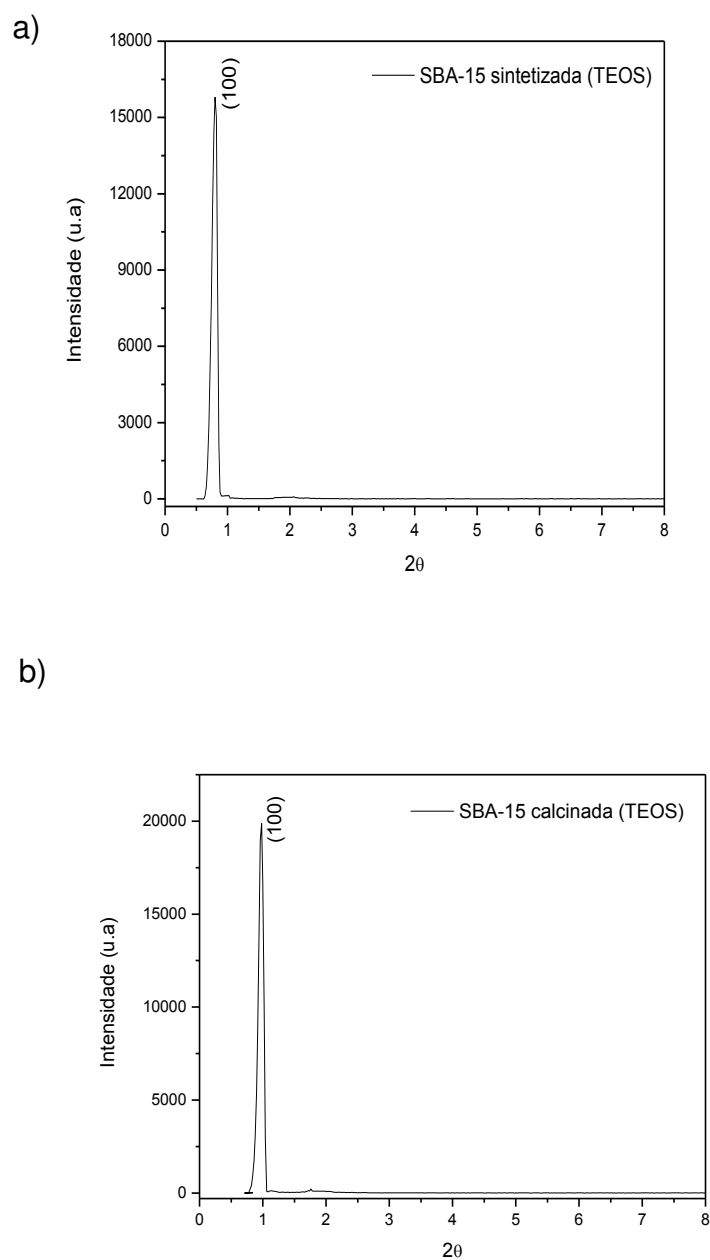 a)
18000
15000
12000
9000
6000
3000
0
Intensidade (u.a)
(100)
SBA-15 sintetizada (TEOS)
0 1 2 3 4 5 6 7 8
2θ
b)
20000
15000
10000
5000
0
Intensidade (u.a)
(100)
SBA-15 calcinada (TEOS)
0 1 2 3 4 5 6 7 8
2θ